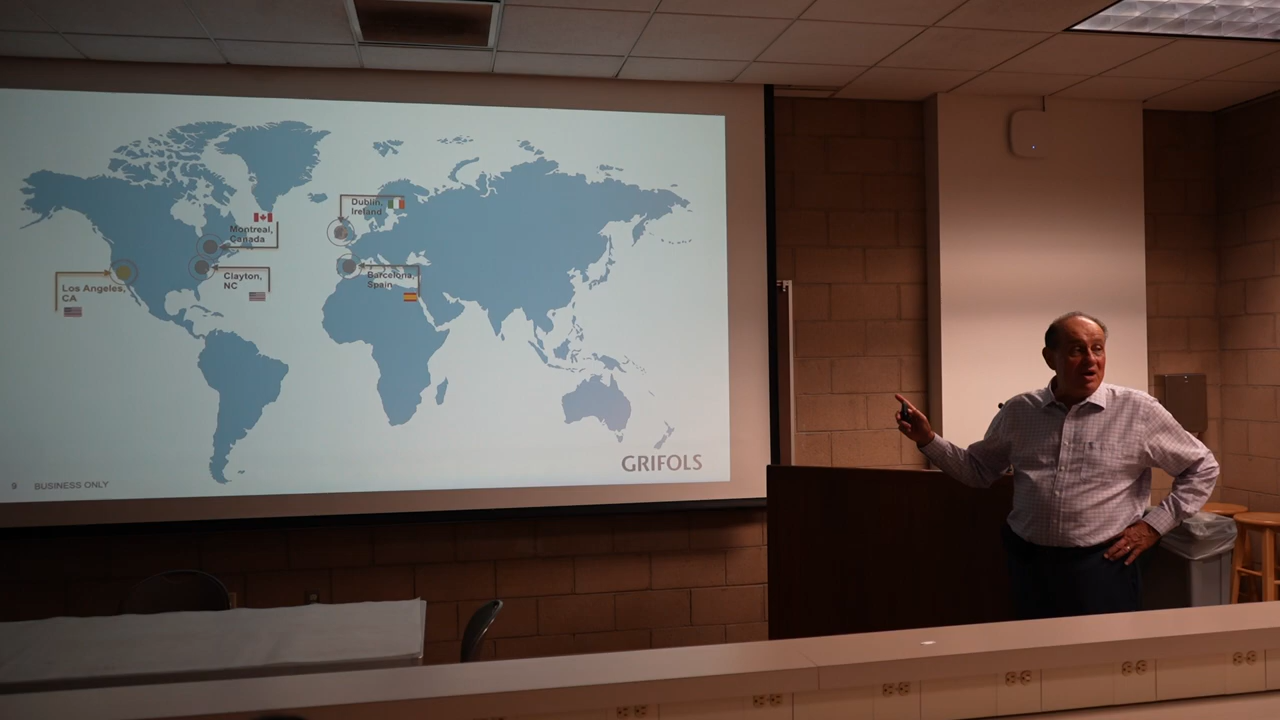 Dublin,
Ireland
Montreal,
Canada
Clayton,
NC
Barcelona,
Spain
Los Angeles,
CA
GRIFOLS
9 BUSINESS ONLY